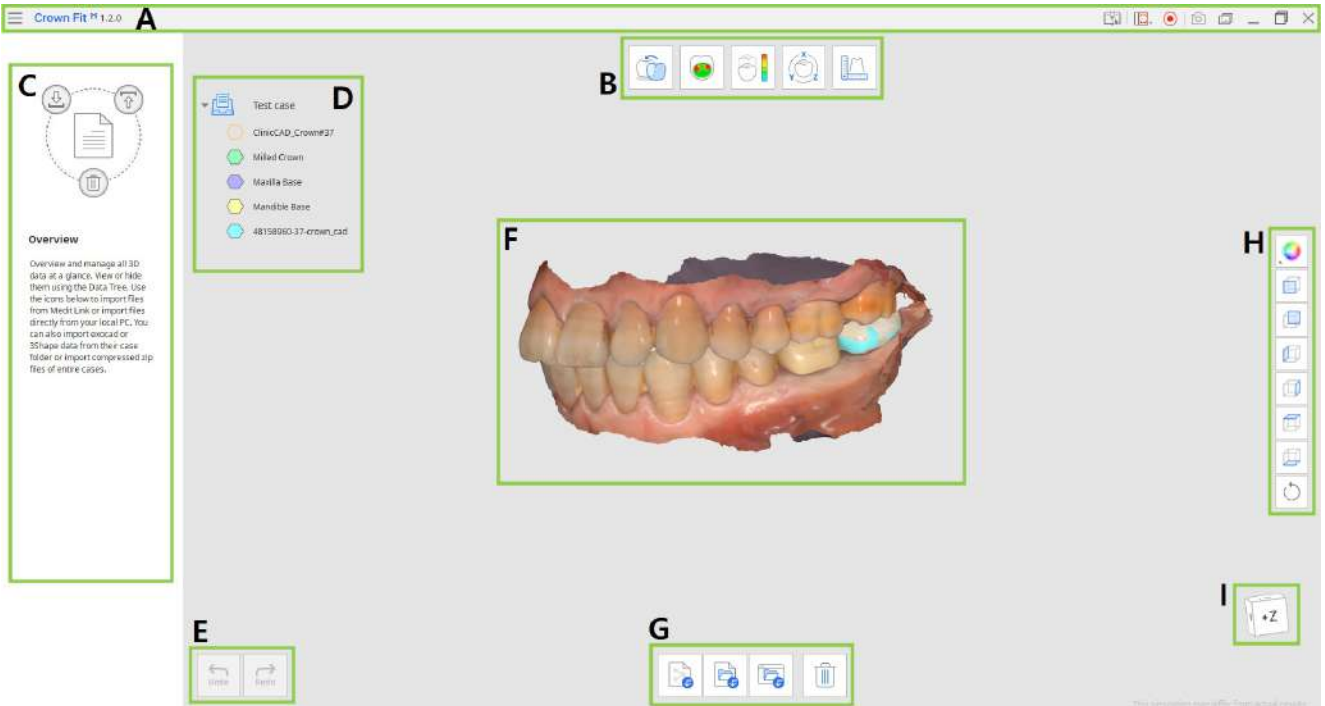 Crown Fit M 1.2.0
A
B
C
D
Test case
ClinicCAD_Crown#37
Milled Crown
Maxilla Base
Mandible Base
48158960-37-crown_cad
Overview
Overview and manage all 3D
data at a glance. View or hide
them using the Data Tree. Use
the icons below to import files
from Medit Link or import files
directly from your local PC. You
can also import exocad or
3Shape data from their case
folder or import compressed zip
files of entire cases.
F
H
X
Y
Z
I
+Z
E
Undo
Redo
G